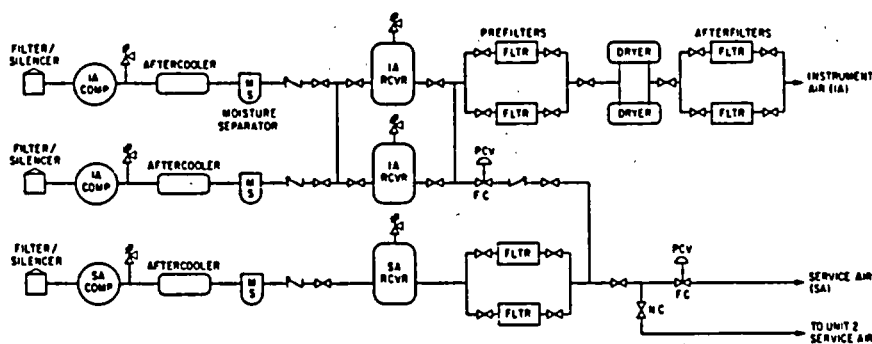 PREFILTERS
AFTERFILTERS
FILTER/
SILENCER
AFTERCOOLER
FLTR
DRYER
FLTR
IA
COMP
M
S
IA
RCVR
INSTRUMENT
AIR (IA)
MOISTURE
SEPARATOR
FLTR
DRYER
FLTR
FILTER/
SILENCER
AFTERCOOLER
PCV
IA
COMP
M
S
IA
RCVR
FC
FILTER/
SILENCER
AFTERCOOLER
FLTR
PCV
SA
COMP
M
S
SA
RCVR
SERVICE AIR
(SA)
FC
FLTR
NC
TO UNIT 2
SERVICE AIR